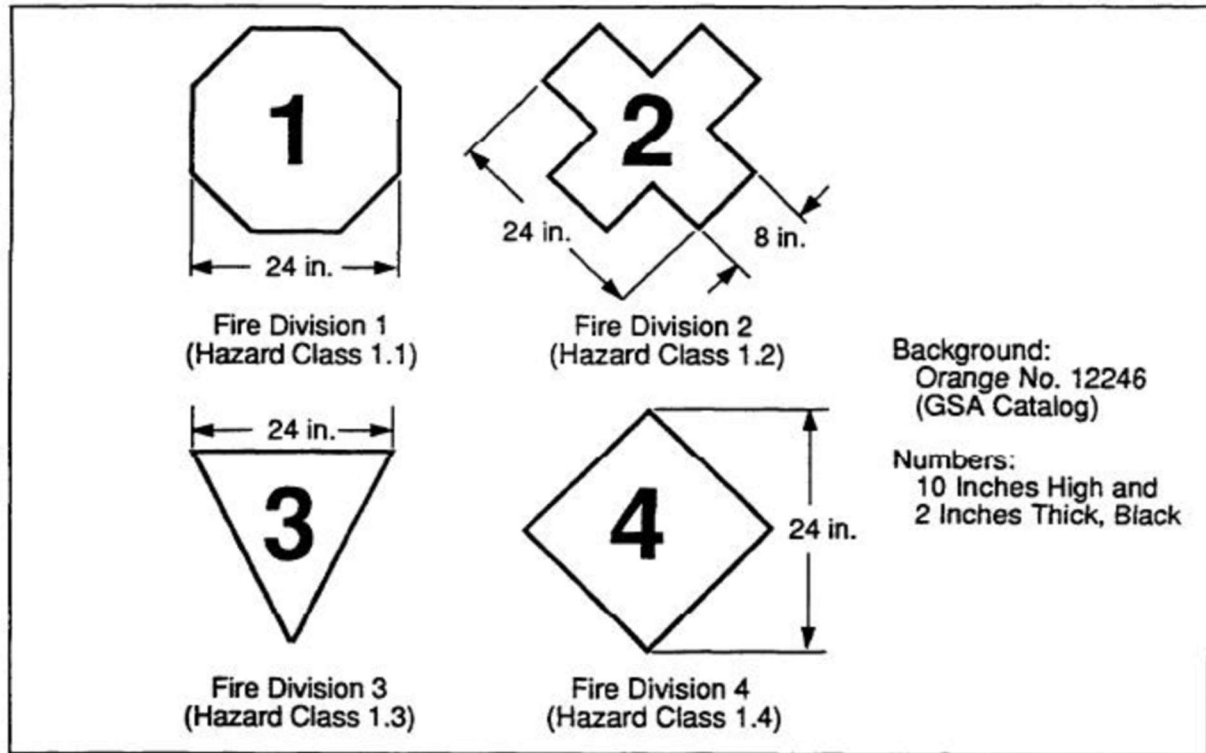 1
24 in.
Fire Division 1
(Hazard Class 1.1)
2
24 in.
8 in.
Fire Division 2
(Hazard Class 1.2)
24 in.
3
Fire Division 3
(Hazard Class 1.3)
4
24 in.
Fire Division 4
(Hazard Class 1.4)
Background:
Orange No. 12246
(GSA Catalog)
Numbers:
10 Inches High and
2 Inches Thick, Black